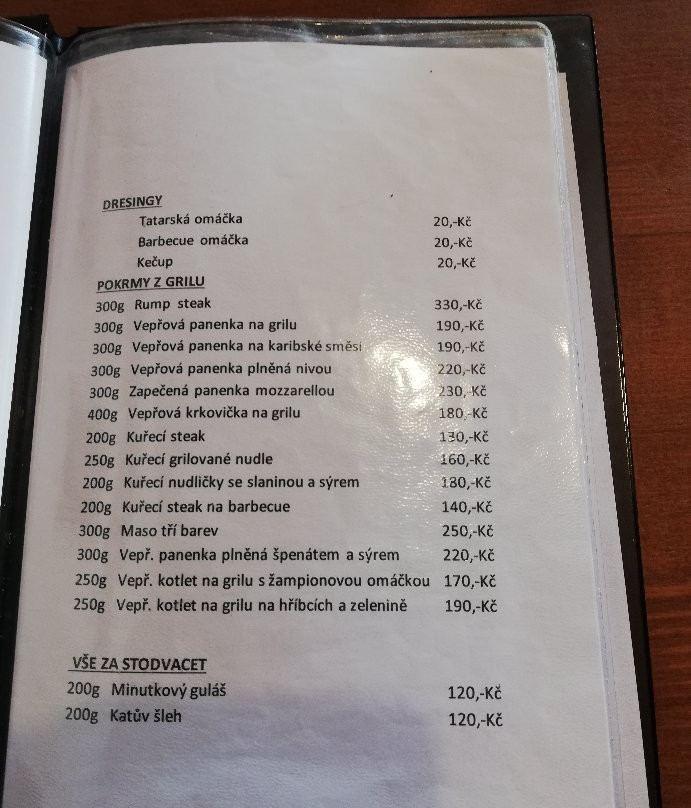 DRESINGY
Tatarská omáčka 20,-Kč
Barbecue omáčka 20,-Kč
Kečup 20,-Kč
POKRMY Z GRILU
300g Rump steak 330,-Kč
300g Vepřová panenka na grilu 190,-Kč
300g Vepřová panenka na karibské směsi 190,-Kč
300g Vepřová panenka plněná nivou 220,-Kč
300g Zapečená panenka mozzarellou 230,-Kč
400g Vepřová krkovička na grilu 180,-Kč
200g Kuřecí steak 130,-Kč
250g Kuřecí grilované nudle 160,-Kč
200g Kuřecí nudličky se slaninou a sýrem 180,-Kč
200g Kuřecí steak na barbecue 140,-Kč
300g Maso tří barev 250,-Kč
300g Vepř. panenka plněná špenátem a sýrem 220,-Kč
250g Vepř. kotlet na grilu s žampionovou omáčkou 170,-Kč
250g Vepř. kotlet na grilu na hříbcích a zelenině 190,-Kč
VŠE ZA STODVACET
200g Minutkový guláš 120,-Kč
200g Katův šleh 120,-Kč